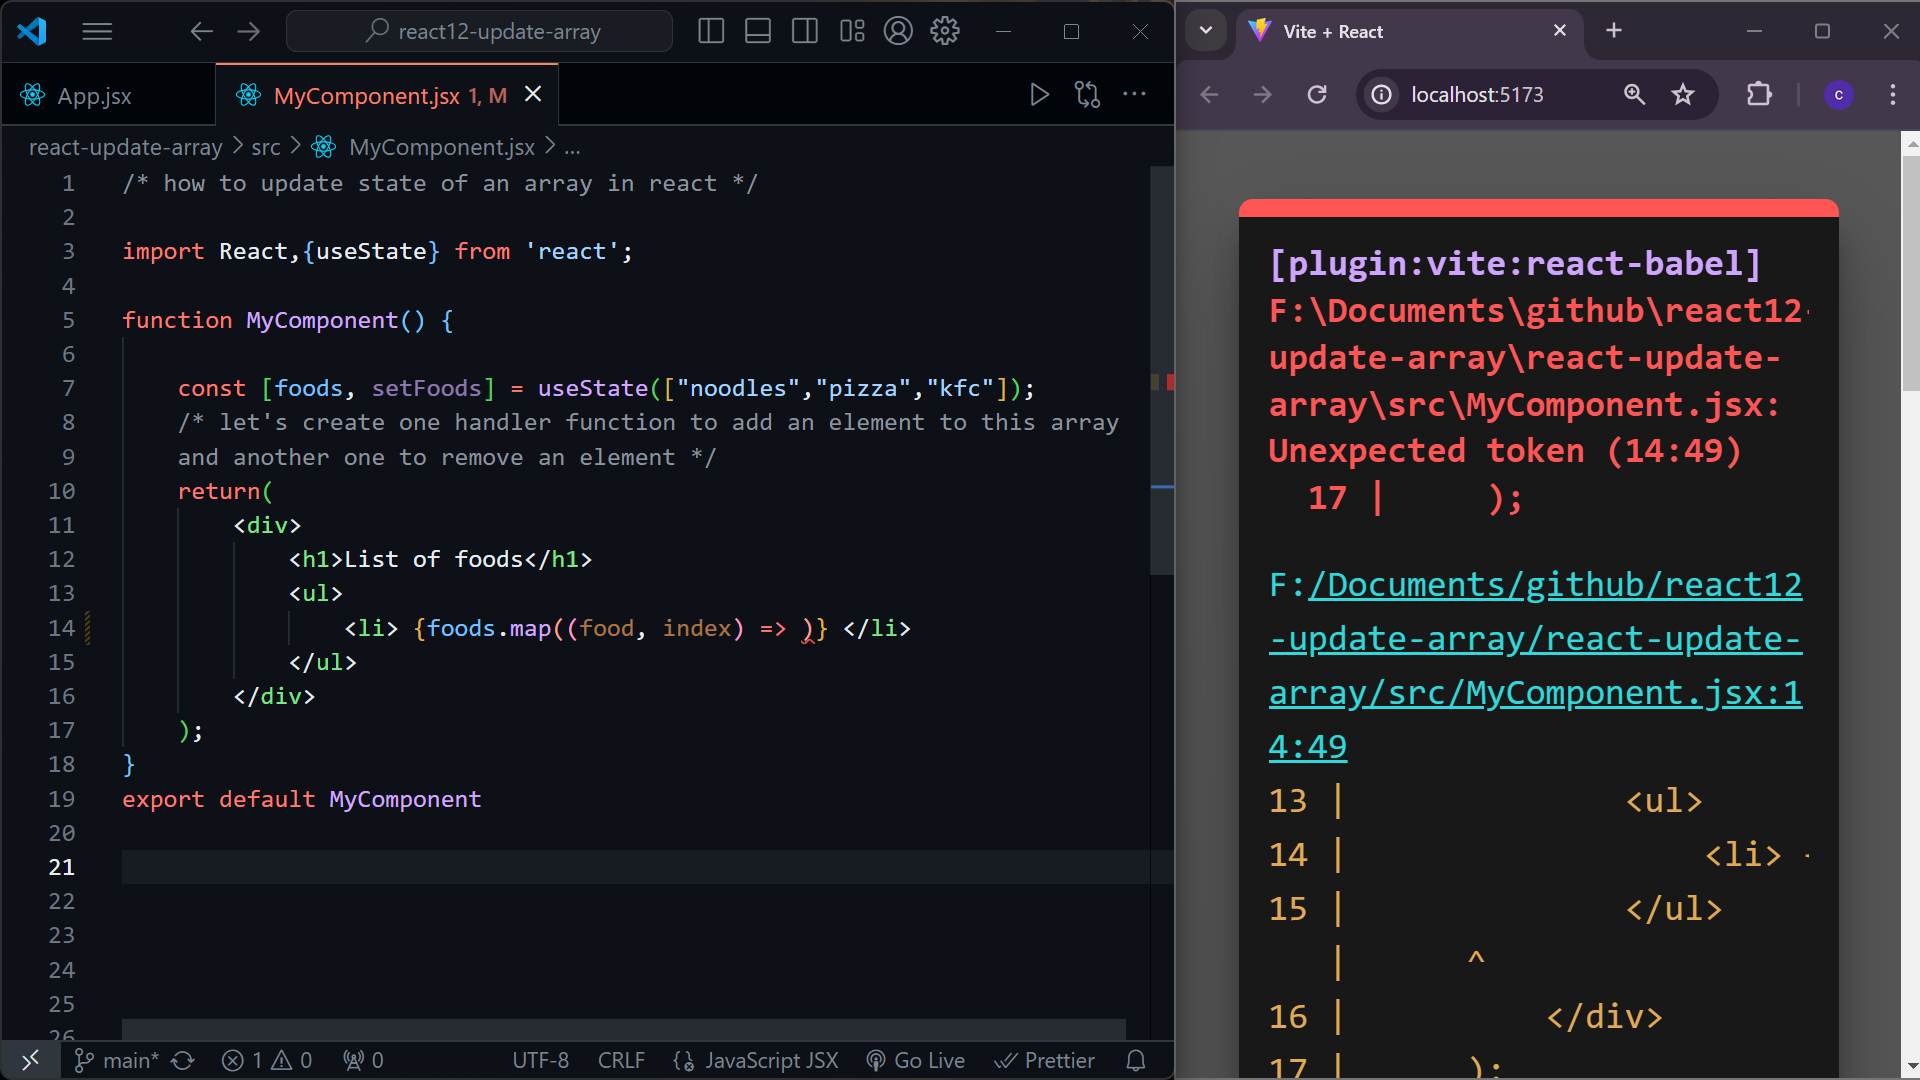 react12-update-array
App.jsx
MyComponent.jsx 1, M
react-update-array > src > MyComponent.jsx > ...
1 /* how to update state of an array in react */
2
3 import React,{useState} from 'react';
4
5 function MyComponent() {
6
7 const [foods, setFoods] = useState(["noodles","pizza","kfc"]);
8 /* let's create one handler function to add an element to this array
9 and another one to remove an element */
10 return(
11 <div>
12 <h1>List of foods</h1>
13 <ul>
14 <li> {foods.map((food, index) => )} </li>
15 </ul>
16 </div>
17 );
18 }
19 export default MyComponent
20
21
22
23
24
25
26
main* 1 0 0 UTF-8 CRLF JavaScript JSX Go Live Prettier
Vite + React
localhost:5173
c
[plugin:vite:react-babel]
F:\Documents\github\react12-
update-array\react-update-
array\src\MyComponent.jsx:
Unexpected token (14:49)
17 | );
F:/Documents/github/react12
-update-array/react-update-
array/src/MyComponent.jsx:1
4:49
13 | <ul>
14 | <li>
15 | </ul>
| ^
16 | </div>
17 | );